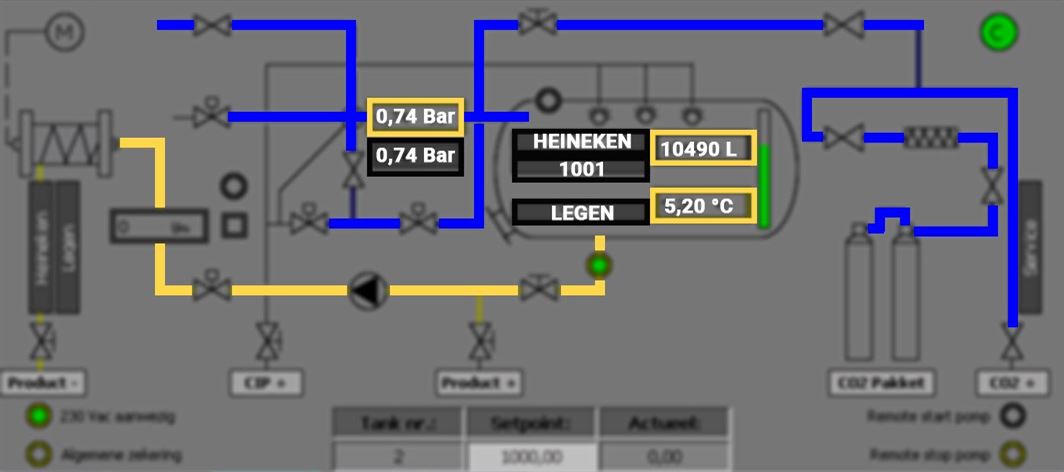 M
C
0,74 Bar
0,74 Bar
HEINEKEN
1001
10490 L
LEGEN
5,20 °C
0
Heineken
Legen
Service
Product -
CIP +
Product +
CO2 Pakket
CO2 +
230 Vac aanwezig
Algemene zekering
Tank nr.:
Setpoint:
Actueel:
2
1000,00
0,00
Remote start pomp
Remote stop pomp